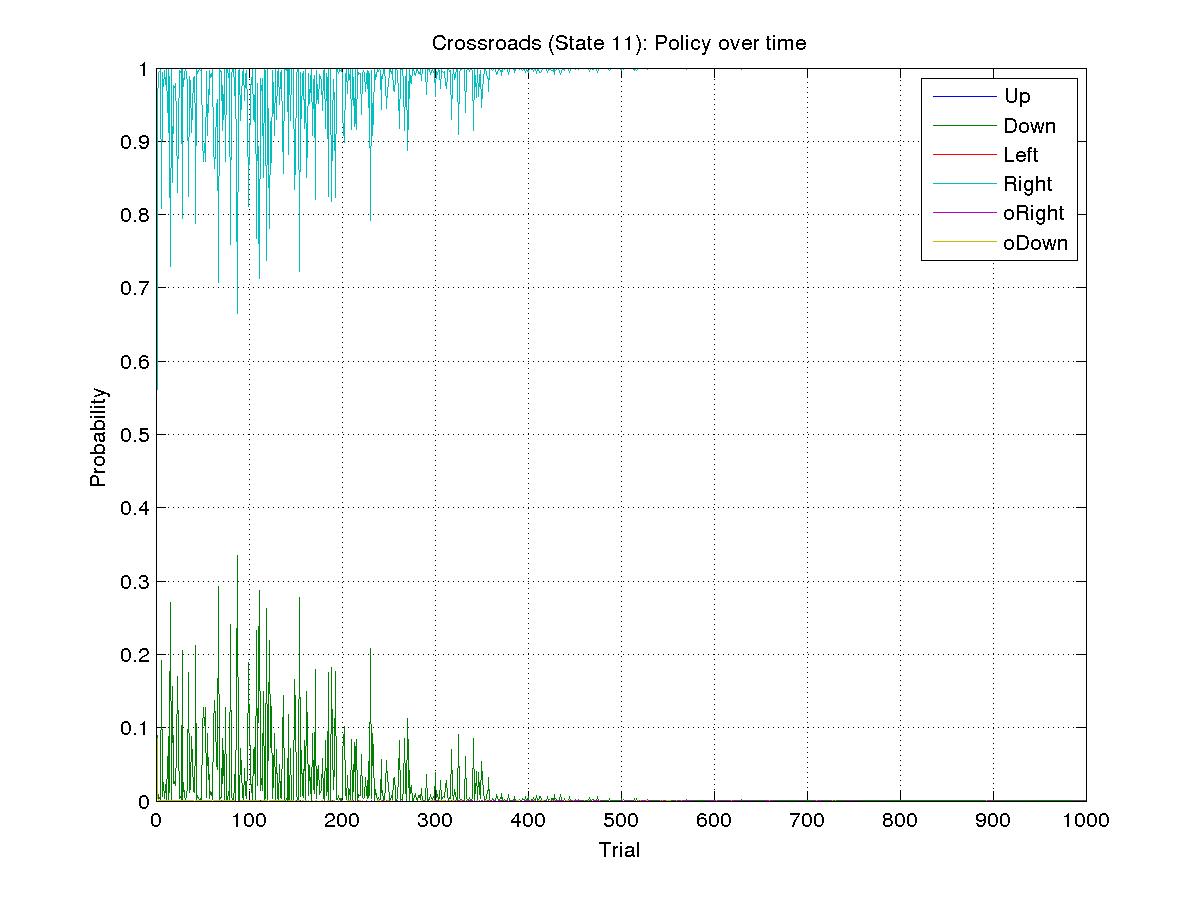 Crossroads (State 11): Policy over time
1
0.9
0.8
0.7
0.6
0.5
0.4
0.3
0.2
0.1
0
Probability
Up
Down
Left
Right
oRight
oDown
0 100 200 300 400 500 600 700 800 900 1000
Trial